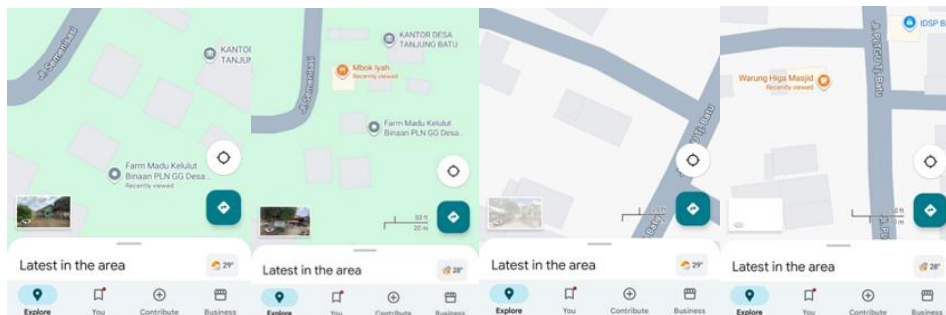 Jl. Semenisasi
KANTOR
TANJUN
Farm Madu Kelulut
Binaan PLN GG Desa...
Recently viewed
Latest in the area
29°
Explore
You
Contribute
Business
Jl. Semenisasi
KANTOR DESA
TANJUNG BATU
Mbok Iyah
Recently viewed
Farm Madu Kelulut
Binaan PLN GG Desa...
50 ft
20 m
Latest in the area
28°
Explore
You
Contribute
Business
Batu
Latest in the area
29°
Explore
You
Contribute
Business
IDSP B
Warung Higa Masjid
Recently viewed
Latest in the area
28°
Explore
You
Contribute
Business